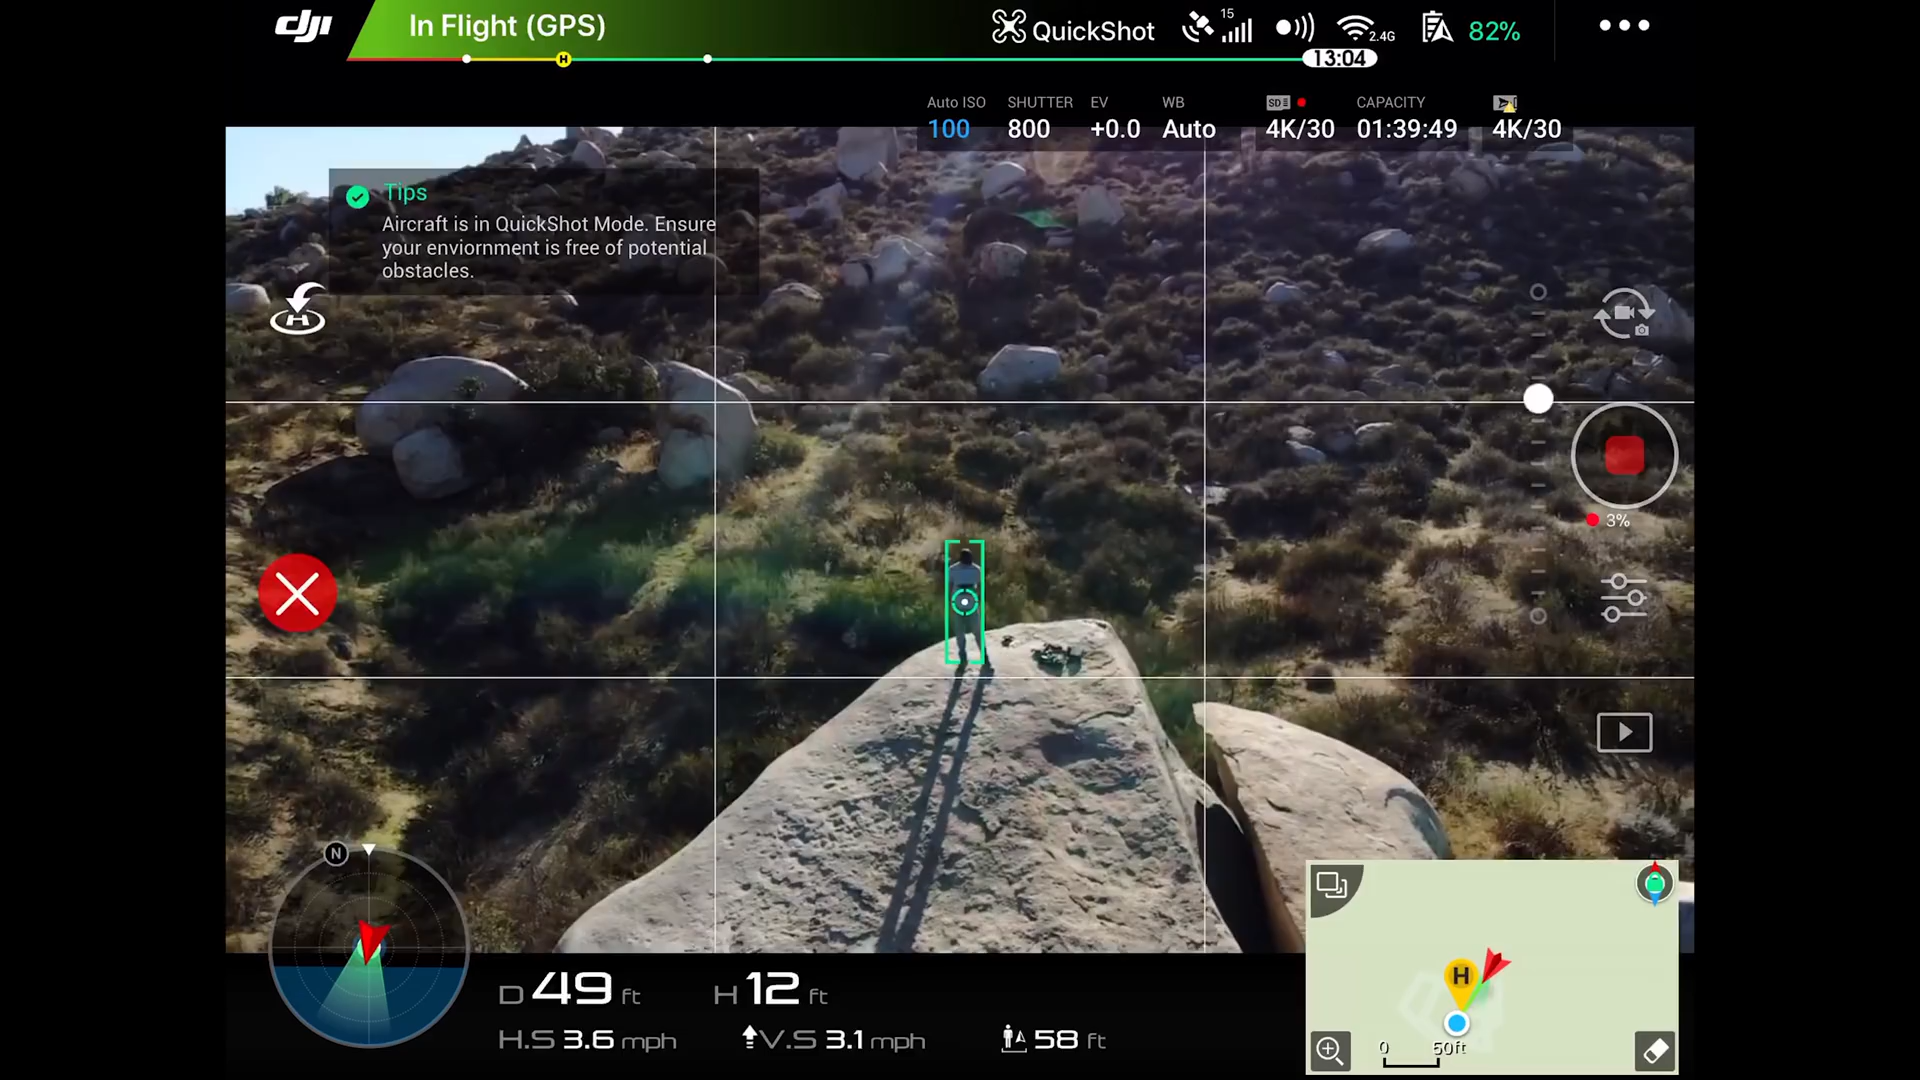 dji
In Flight (GPS)
QuickShot
15
2.4G
82%
H
13:04
Auto ISO
100
SHUTTER
800
EV
+0.0
WB
Auto
SD
4K/30
CAPACITY
01:39:49
4K/30
Tips
Aircraft is in QuickShot Mode. Ensure
your enviornment is free of potential
obstacles.
H
3%
N
D 49 ft
H 12 ft
H.S 3.6 mph
V.S 3.1 mph
58 ft
H
0
50ft